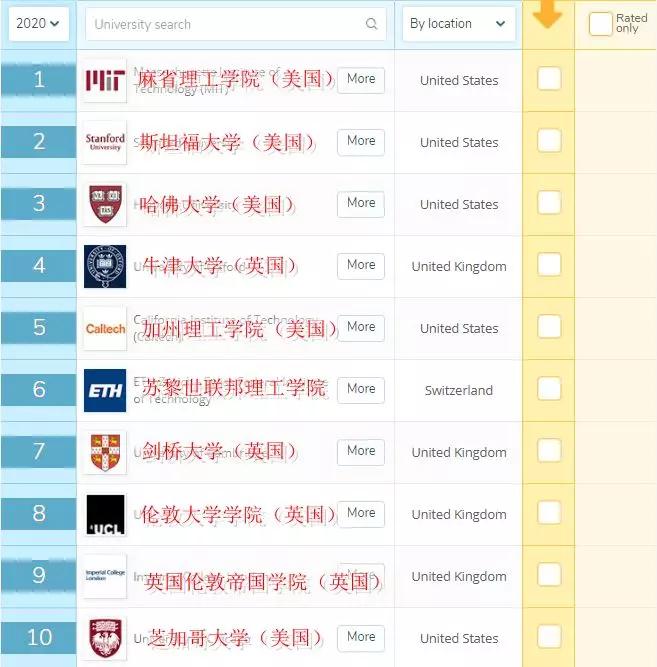 2020
University search
By location
Rated only
1
MiT
麻省理工学院（美国）
Technology (MIT)
More
United States
2
Stanford
University
斯坦福大学（美国）
More
United States
3
哈佛大学（美国）
More
United States
4
牛津大学（英国）
More
United Kingdom
5
Caltech
加州理工学院（美国）
California Institute of Technology
(Caltech)
More
United States
6
ETH
苏黎世联邦理工学院
of Technology
More
Switzerland
7
剑桥大学（英国）
More
United Kingdom
8
UCL
伦敦大学学院（英国）
More
United Kingdom
9
Imperial College
London
英国伦敦帝国学院（英国）
United Kingdom
10
芝加哥大学（美国）
More
United States